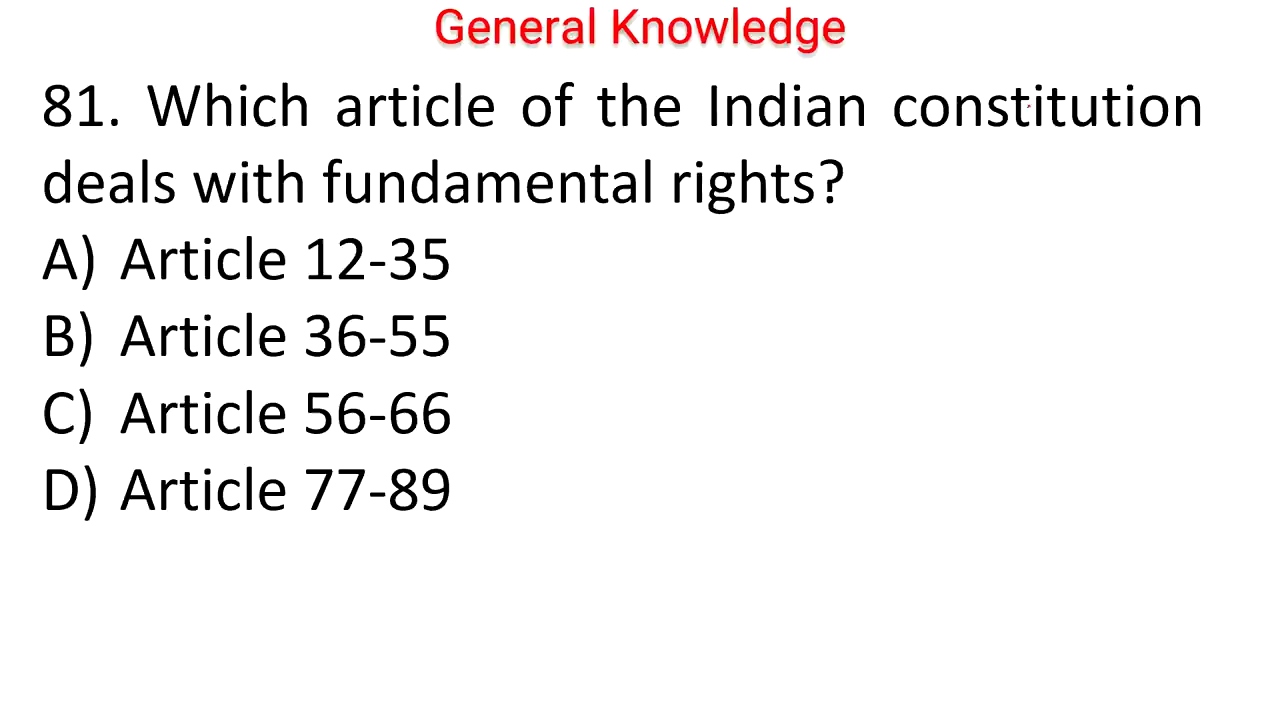 General Knowledge
81. Which article of the Indian constitution
deals with fundamental rights?
A) Article 12-35
B) Article 36-55
C) Article 56-66
D) Article 77-89